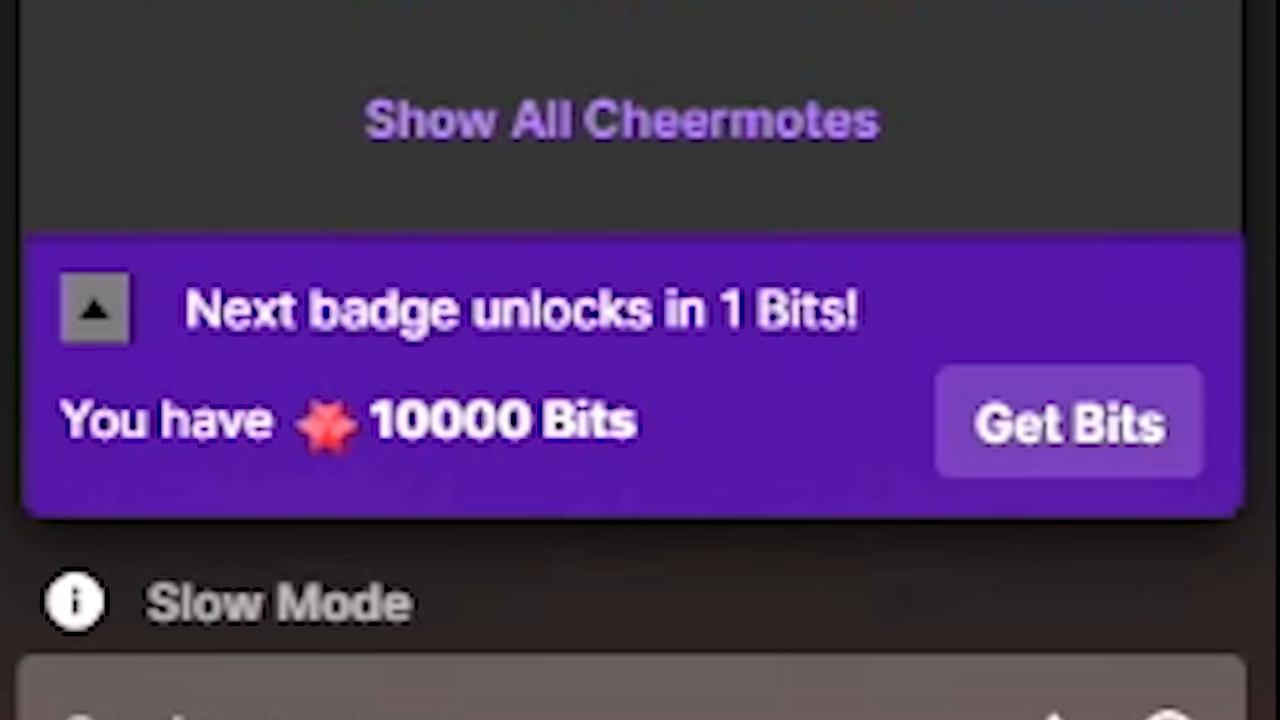 Show All Cheermotes
Next badge unlocks in 1 Bits!
You have 10000 Bits
Get Bits
Slow Mode